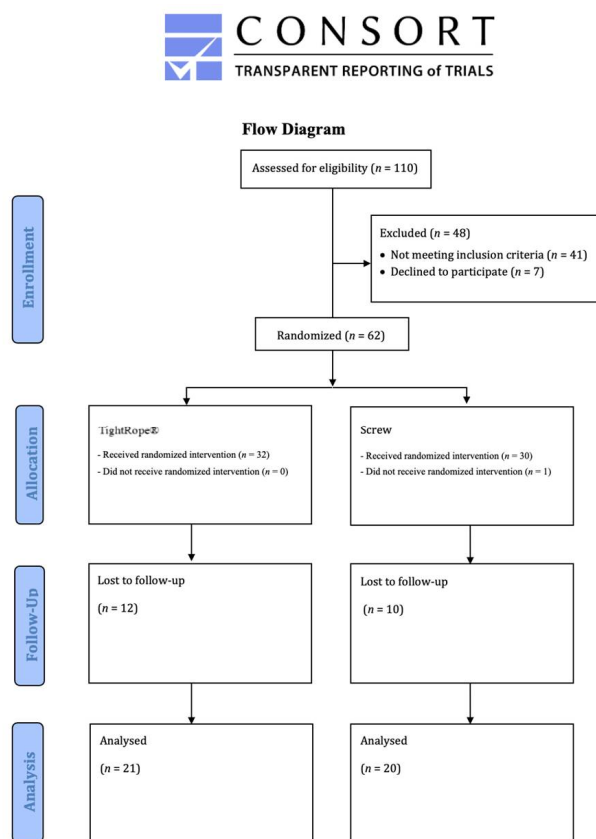 CONSORT
TRANSPARENT REPORTING of TRIALS
Flow Diagram
Assessed for eligibility (n = 110)
Enrollment
Excluded (n = 48)
• Not meeting inclusion criteria (n = 41)
• Declined to participate (n = 7)
Randomized (n = 62)
Allocation
TightRope®
- Received randomized intervention (n = 32)
- Did not receive randomized intervention (n = 0)
Screw
- Received randomized intervention (n = 30)
- Did not receive randomized intervention (n = 1)
Follow-Up
Lost to follow-up
(n = 12)
Lost to follow-up
(n = 10)
Analysis
Analysed
(n = 21)
Analysed
(n = 20)